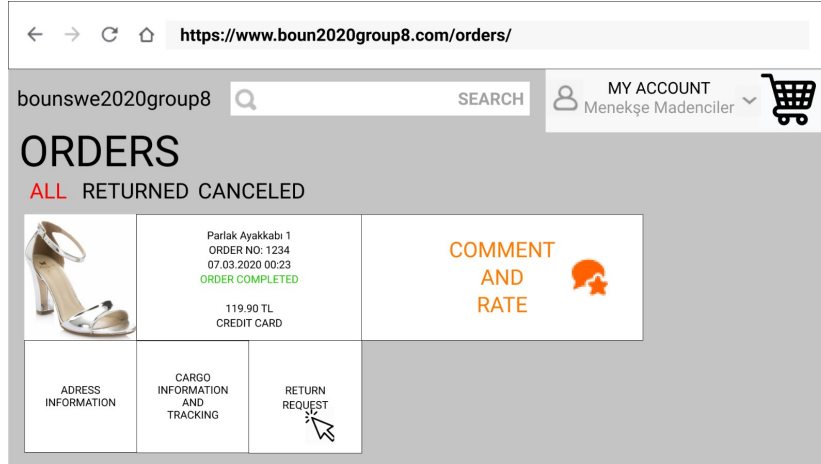 https://www.boun2020group8.com/orders/
bounswe2020group8
SEARCH
MY ACCOUNT
Menekşe Madenciler
ORDERS
ALL RETURNED CANCELED
Parlak Ayakkabı 1
ORDER NO: 1234
07.03.2020 00:23
ORDER COMPLETED
119.90 TL
CREDIT CARD
COMMENT
AND
RATE
ADRESS
INFORMATION
CARGO
INFORMATION
AND
TRACKING
RETURN
REQUEST